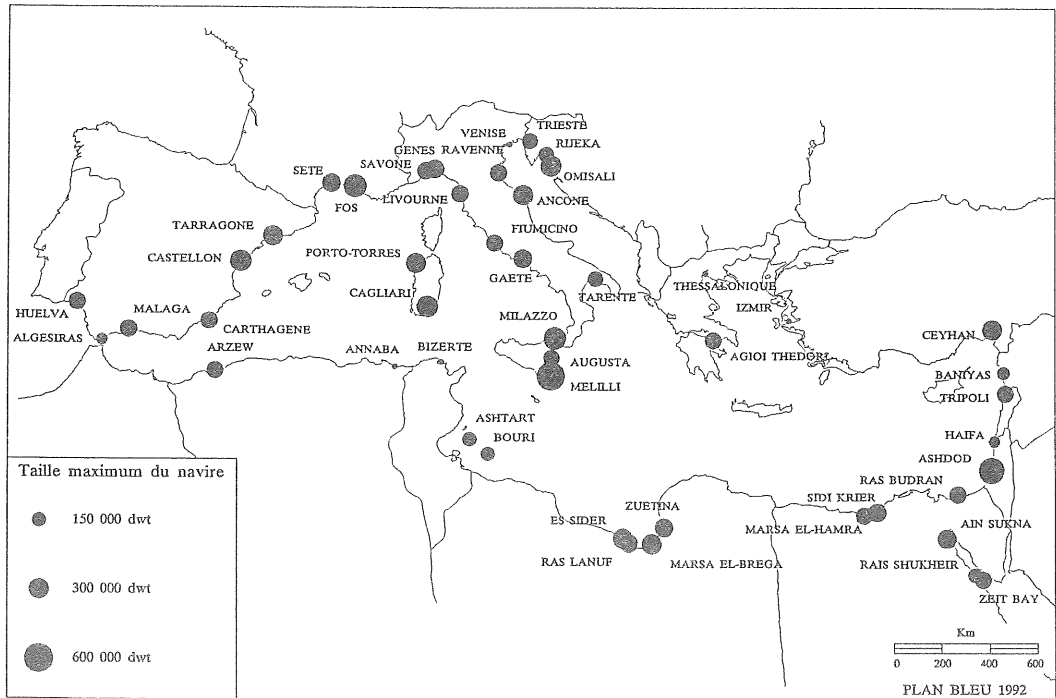 TRIESTE
VENISE
RIJEKA
GENES RAVENNE
SAVONE
OMISALI
SETE
LIVOURNE
ANCONE
FOS
TARRAGONE
FIUMICINO
CASTELLON
PORTO-TORRES
GAETE
THESSALONIQUE
TARENTE
CAGLIARI
IZMIR
HUELVA
MALAGA
MILAZZO
ALGESIRAS
CARTHAGENE
CEYHAN
ARZEW
ANNABA
BIZERTE
AUGUSTA
AGIOI THEDORI
BANIYAS
MELILLI
TRIPOLI
ASHTART
BOURI
HAIFA
ASHDOD
Taille maximum du navire
RAS BUDRAN
SIDI KRIER
ZUETINA
150 000 dwt
ES SIDER
MARSA EL-HAMRA
AIN SUKNA
RAS LANUF
MARSA EL-BREGA
RAIS SHUKHEIR
300 000 dwt
ZEIT BAY
Km
600 000 dwt
0 200 400 600
PLAN BLEU 1992